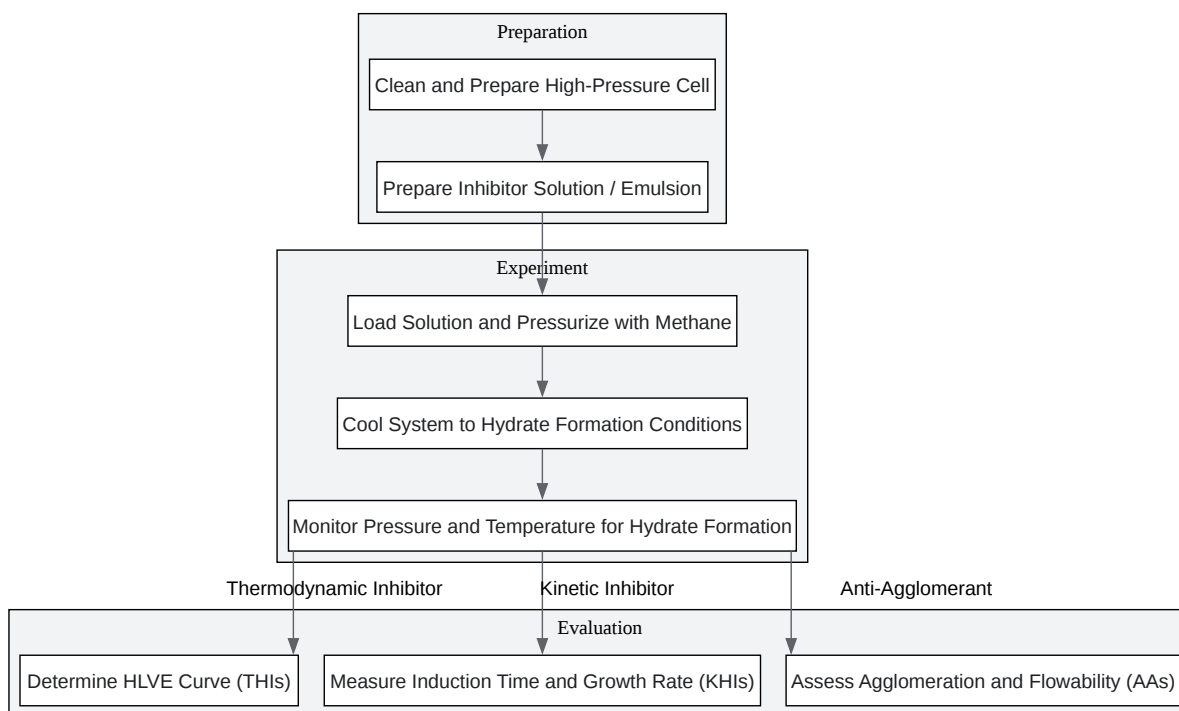 Preparation
Clean and Prepare High-Pressure Cell
Prepare Inhibitor Solution / Emulsion
Experiment
Load Solution and Pressurize with Methane
Cool System to Hydrate Formation Conditions
Monitor Pressure and Temperature for Hydrate Formation
Thermodynamic Inhibitor
Kinetic Inhibitor
Anti-Agglomerant
Evaluation
Determine HLVE Curve (THIs)
Measure Induction Time and Growth Rate (KHIs)
Assess Agglomeration and Flowability (AAs)